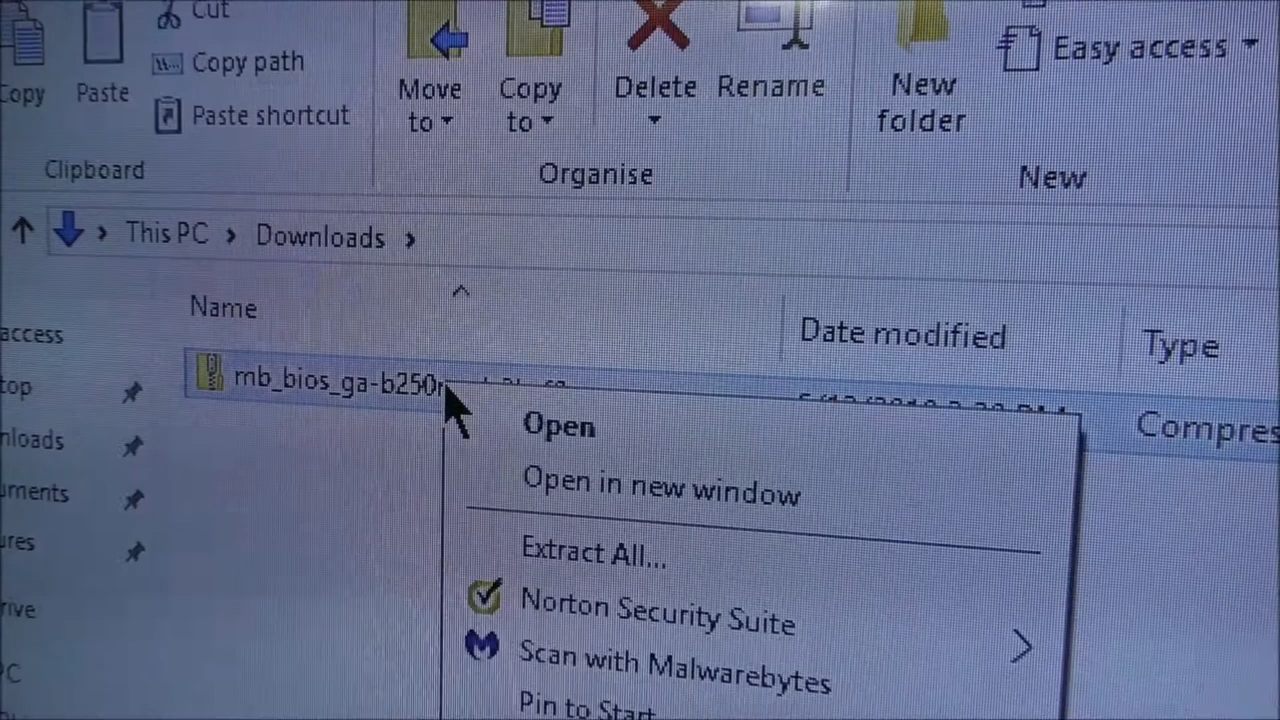 Cut
Copy path
Paste shortcut
Copy
Paste
Clipboard
Move to
Copy to
Delete
Rename
Organise
New folder
Easy access
New
This PC > Downloads >
Name
Date modified
Type
mb_bios_ga-b250
Compres
access
top
nloads
uments
ures
rive
PC
Open
Open in new window
Extract All...
Norton Security Suite
Scan with Malwarebytes
Pin to Start